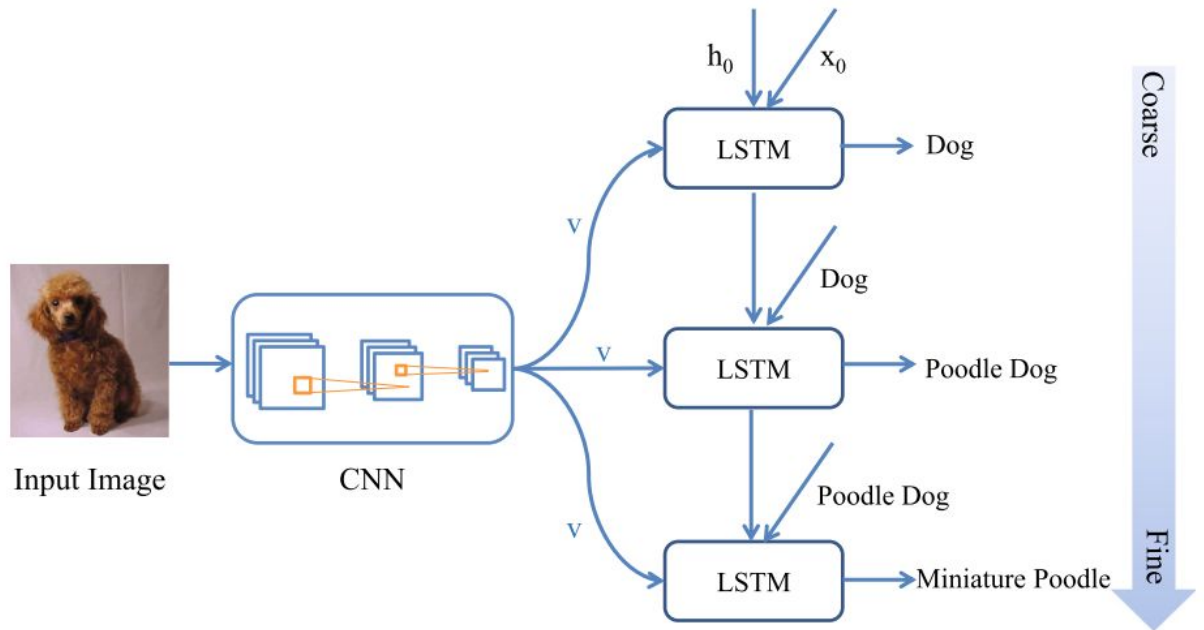 h₀
x₀
Coarse
LSTM
Dog
v
Dog
v
LSTM
Poodle Dog
Input Image
CNN
Poodle Dog
v
Fine
LSTM
Miniature Poodle